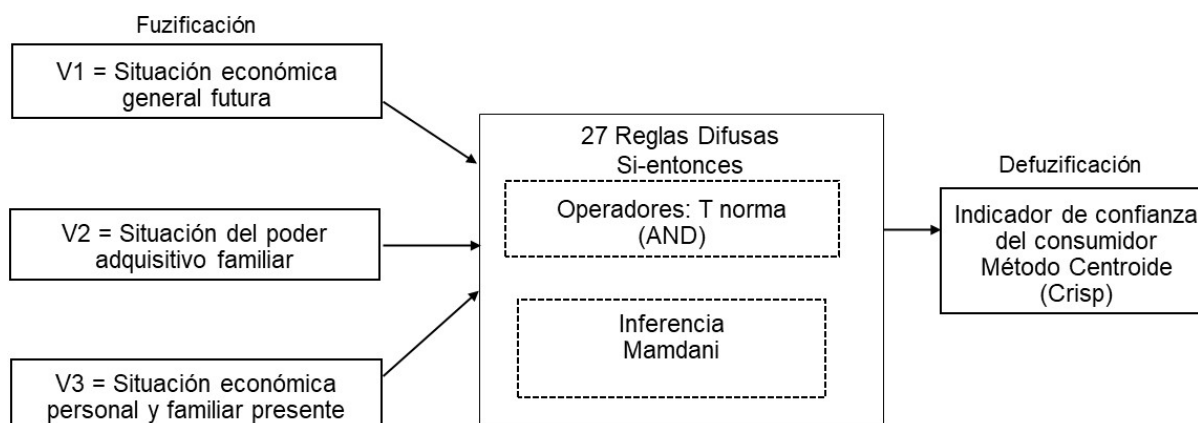 Fuzificación
V1 = Situación económica
general futura
V2 = Situación del poder
adquisitivo familiar
V3 = Situación económica
personal y familiar presente
27 Reglas Difusas
Si-entonces
Operadores: T norma
(AND)
Inferencia
Mamdani
Defuzificación
Indicador de confianza
del consumidor
Método Centroide
(Crisp)